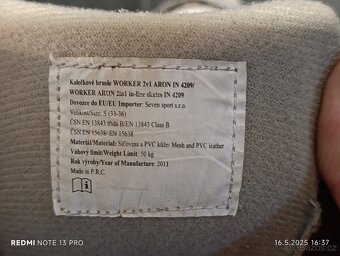 Kolečkové brusle WORKER 2v1 ARON IN 4209/
WORKER ARON 2in1 in-line skates IN 4209
Dovozce do EU/EU Importer: Seven sport s.r.o.
Velikost/Size: S (33-36)
ČSN EN 13843 třída B/EN 13843 Class B
ČSN EN 15638/EN 15638
Materiál/Material: Síťovina a PVC kůže/ Mesh and PVC leather
Váhový limit/Weight Limit: 50 kg
Rok výroby/Year of Manufacture: 2011
Made in P.R.C.
REDMI NOTE 13 PRO
16.5.2025 16:37